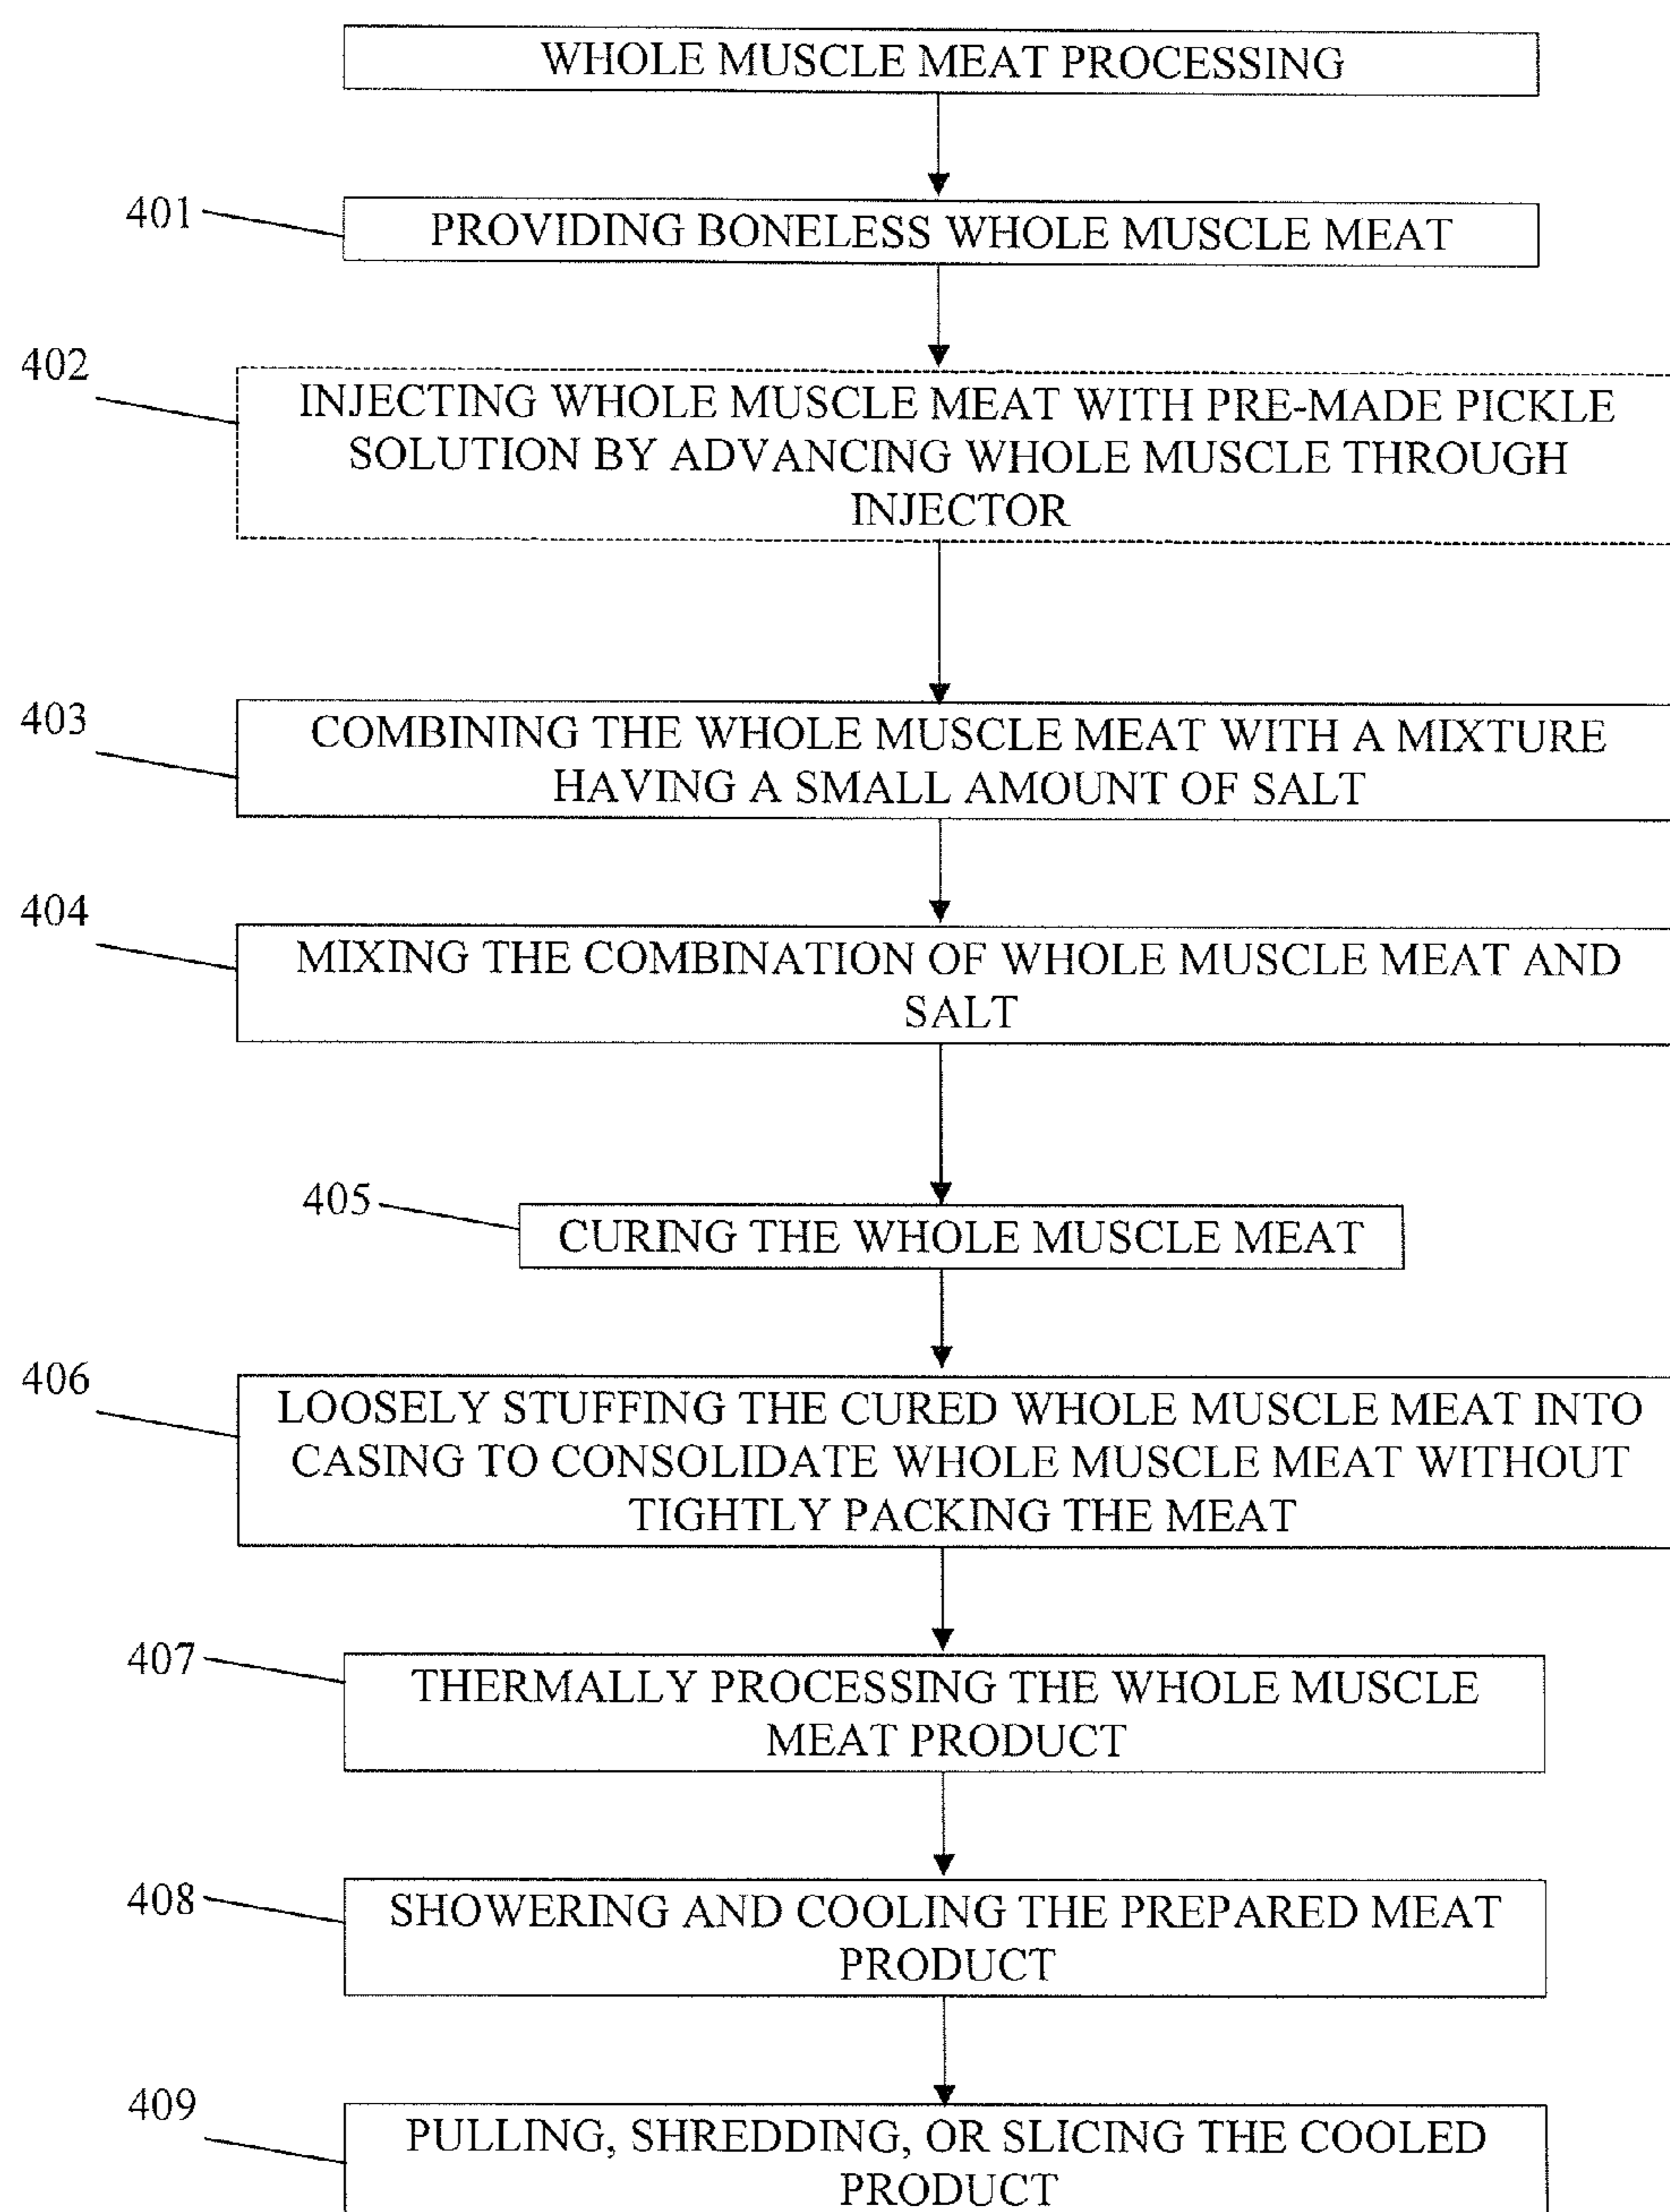 WHOLE MUSCLE MEAT PROCESSING
401
PROVIDING BONELESS WHOLE MUSCLE MEAT
402
INJECTING WHOLE MUSCLE MEAT WITH PRE-MADE PICKLE
SOLUTION BY ADVANCING WHOLE MUSCLE THROUGH
INJECTOR
403
COMBINING THE WHOLE MUSCLE MEAT WITH A MIXTURE
HAVING A SMALL AMOUNT OF SALT
404
MIXING THE COMBINATION OF WHOLE MUSCLE MEAT AND
SALT
405
CURING THE WHOLE MUSCLE MEAT
406
LOOSELY STUFFING THE CURED WHOLE MUSCLE MEAT INTO
CASING TO CONSOLIDATE WHOLE MUSCLE MEAT WITHOUT
TIGHTLY PACKING THE MEAT
407
THERMALLY PROCESSING THE WHOLE MUSCLE
MEAT PRODUCT
408
SHOWERING AND COOLING THE PREPARED MEAT
PRODUCT
409
PULLING, SHREDDING, OR SLICING THE COOLED
PRODUCT